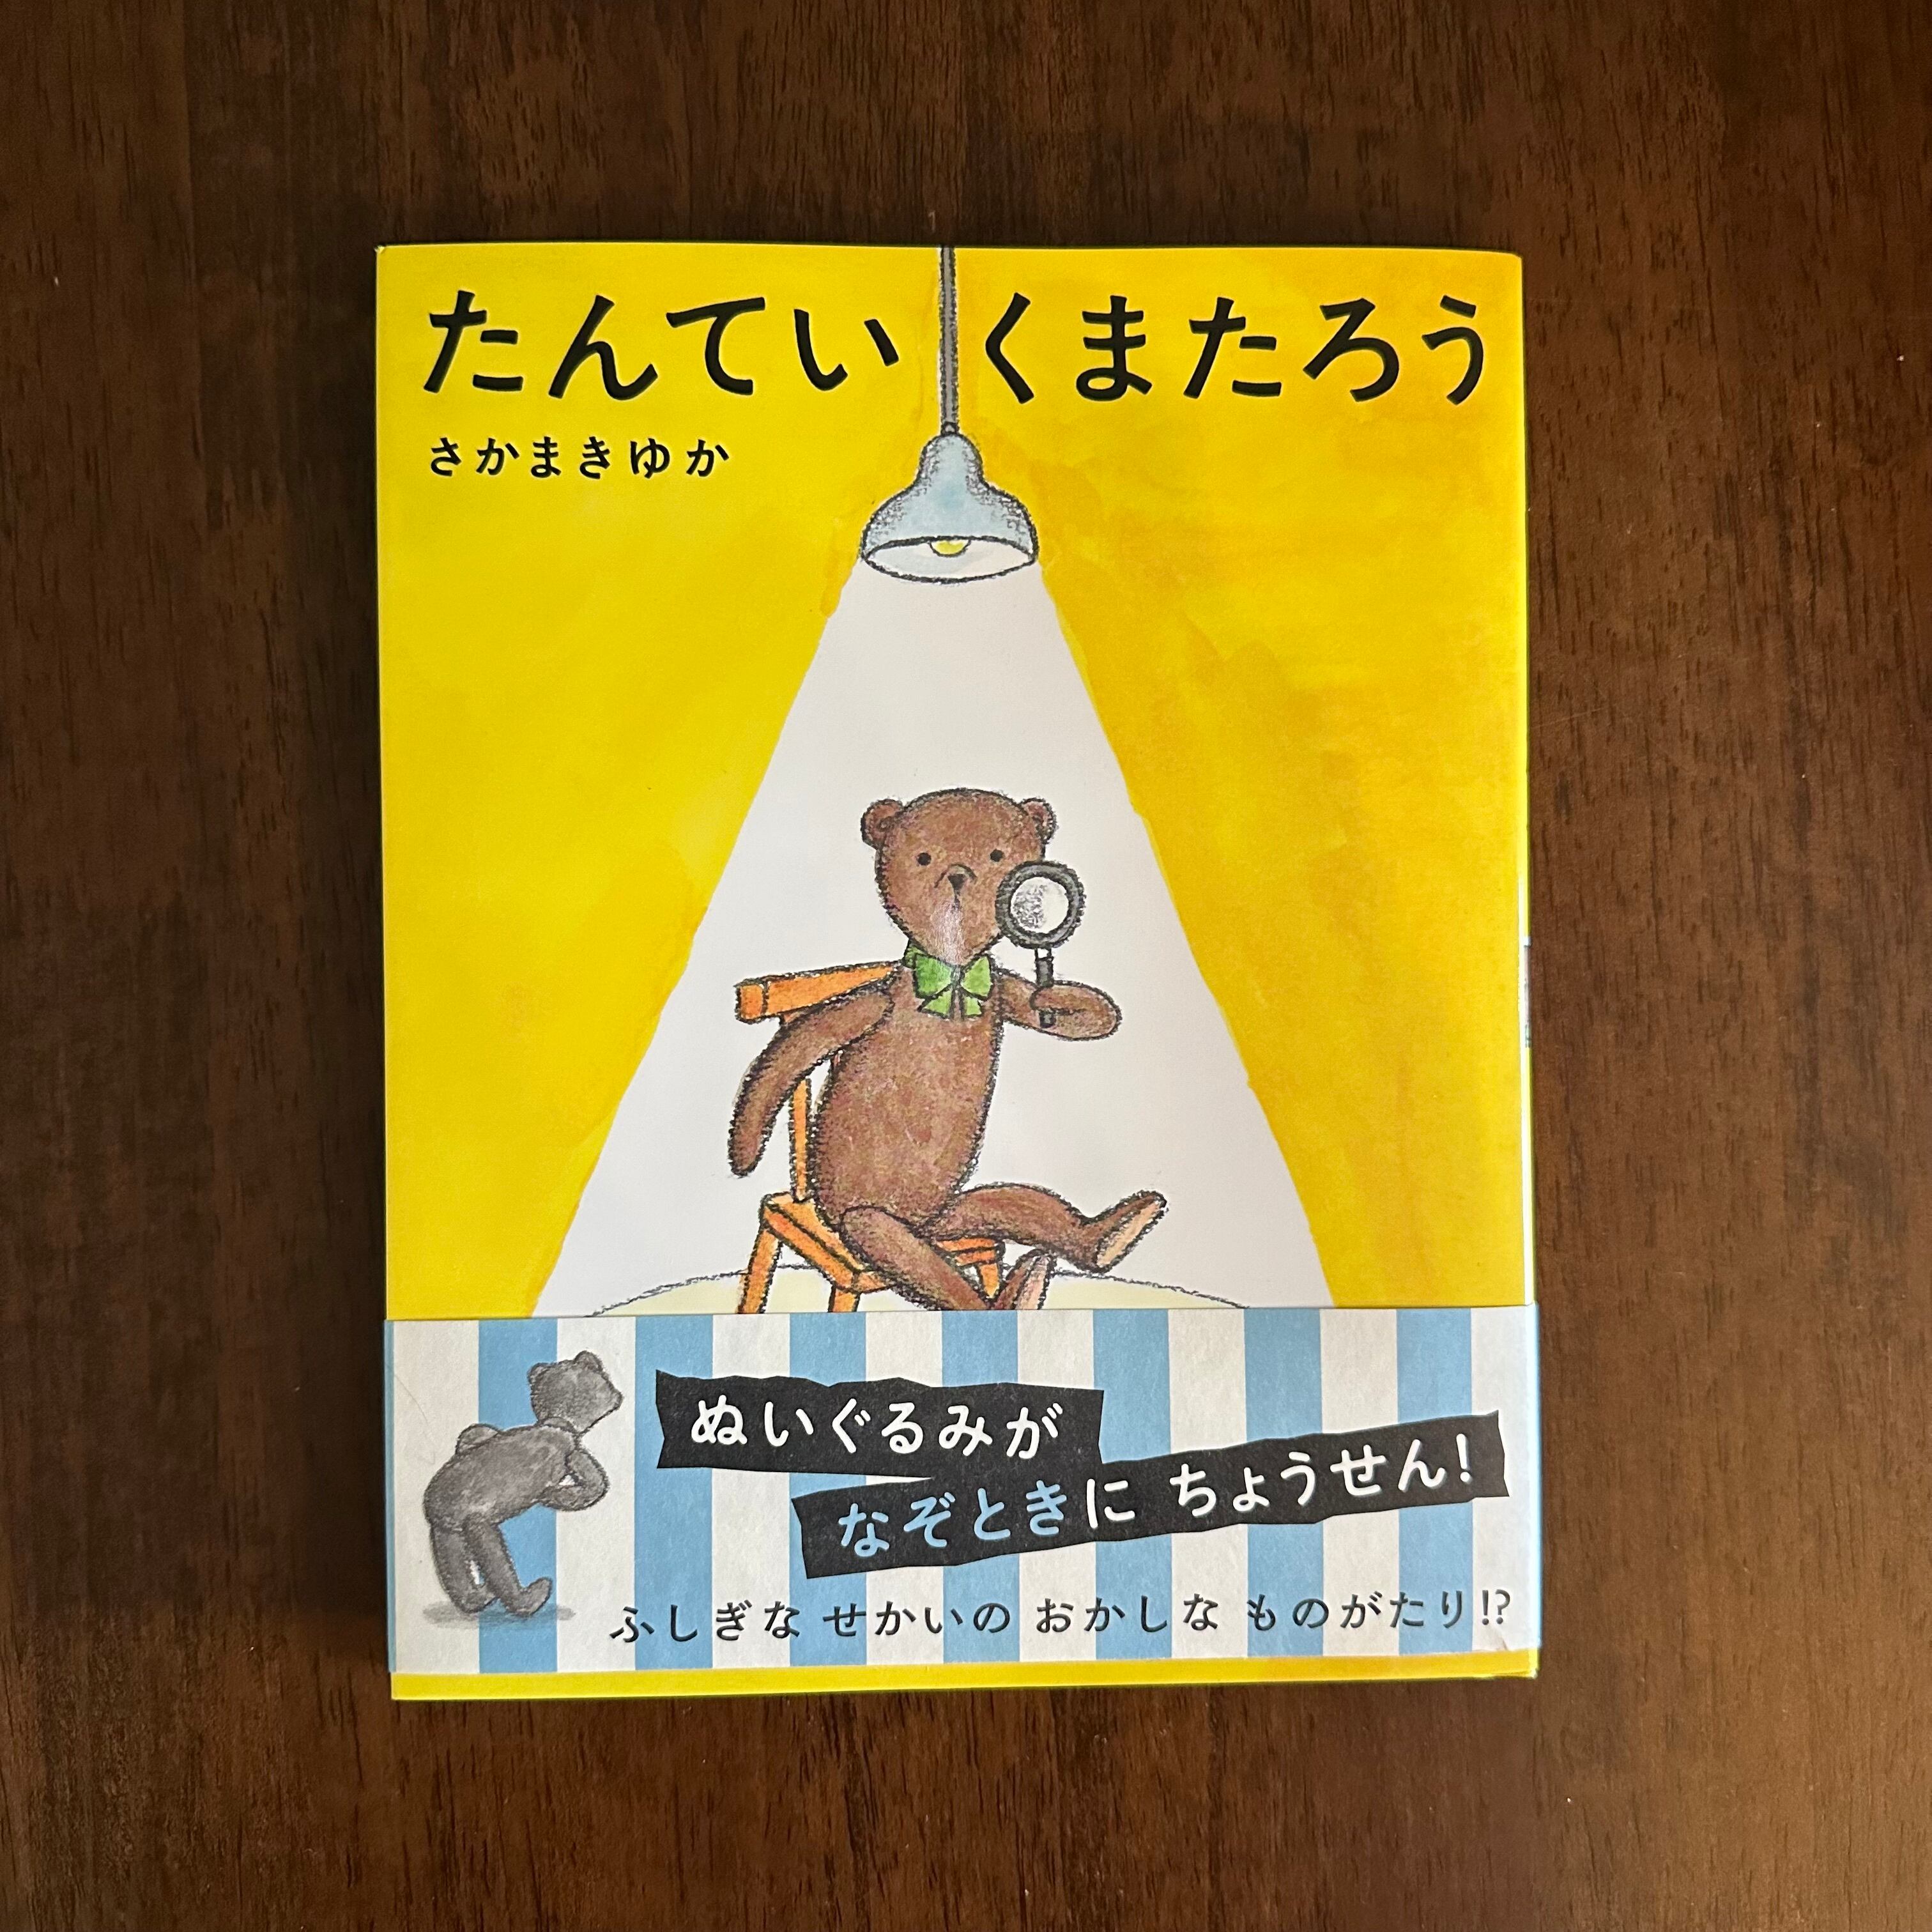 たんてい くまたろう
さかまきゆか
ぬいぐるみが
なぞときに ちょうせん!
ふしぎな せかいの おかしな ものがたり!?